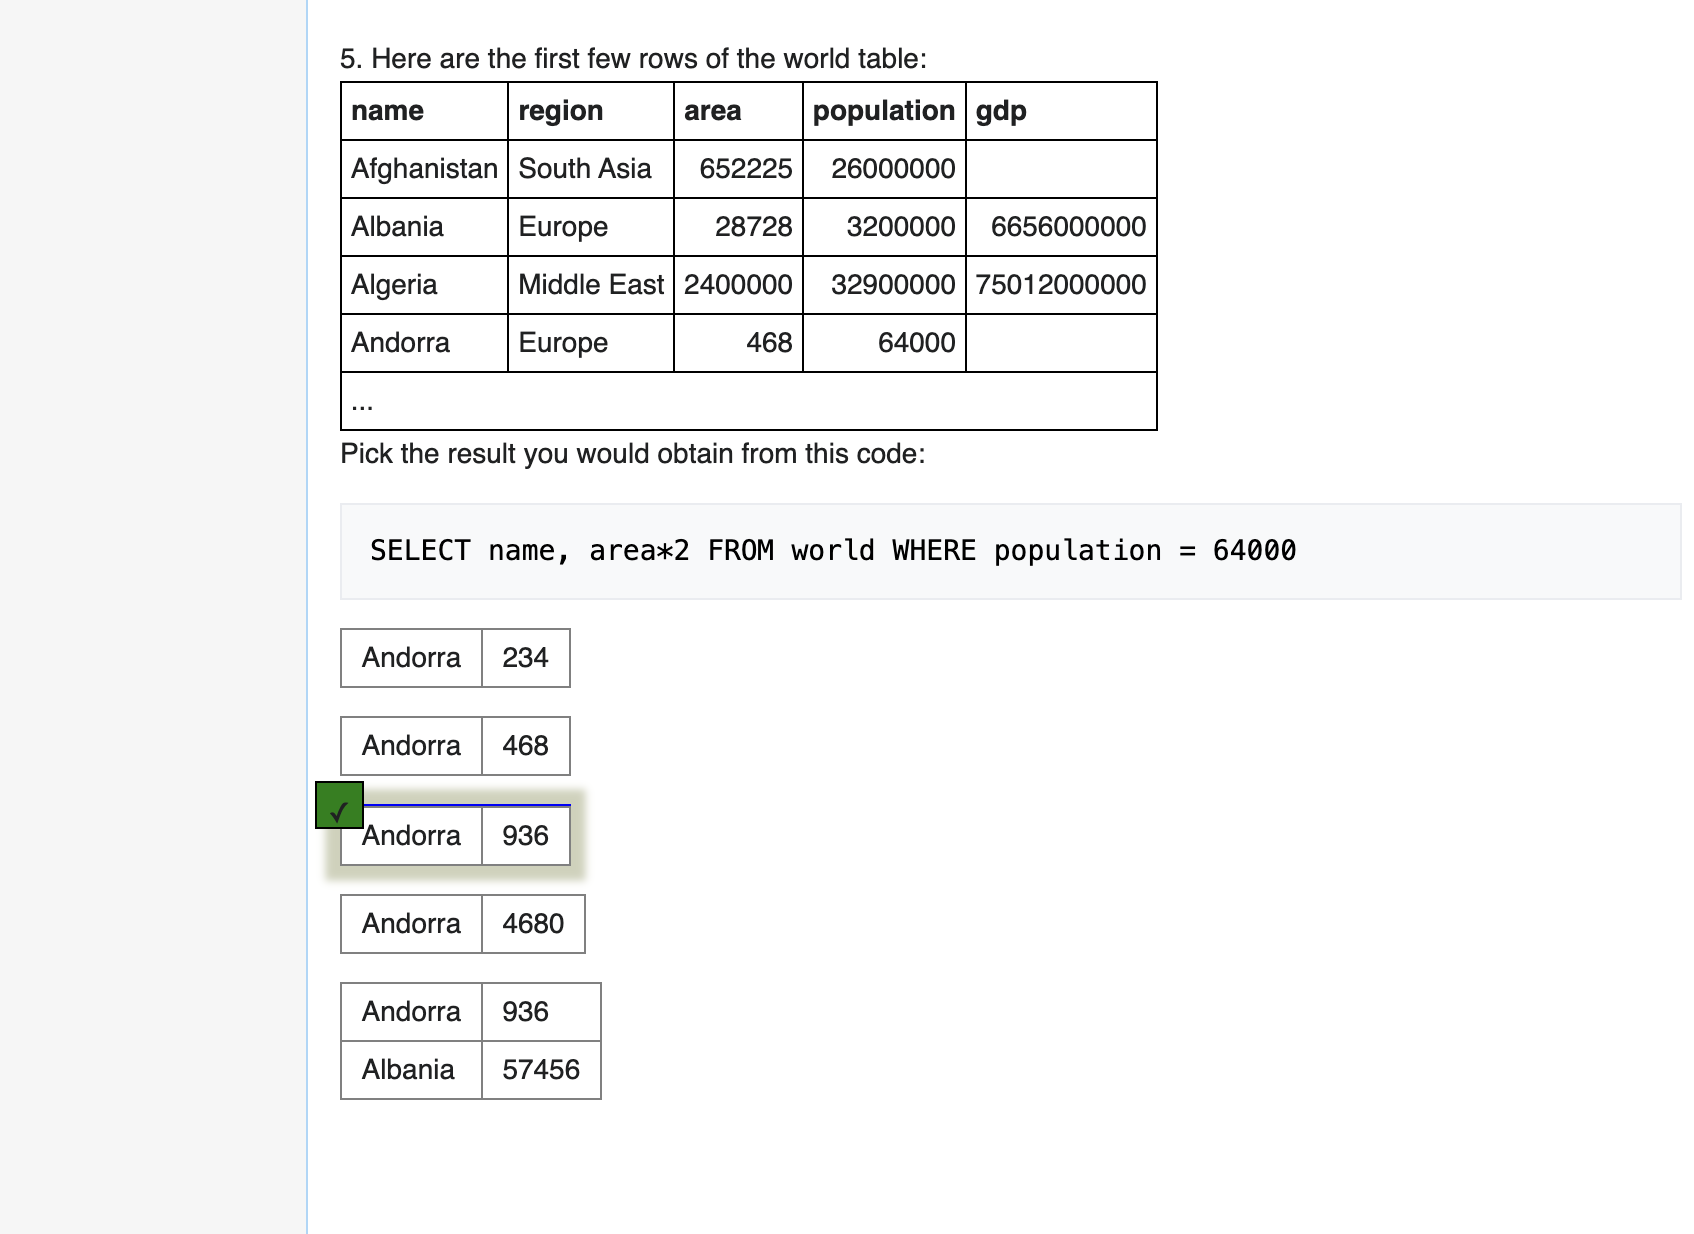 5. Here are the first few rows of the world table:
name region area population gdp
Afghanistan South Asia 652225 26000000
Albania Europe 28728 3200000 6656000000
Algeria Middle East 2400000 32900000 75012000000
Andorra Europe 468 64000
...
Pick the result you would obtain from this code:
SELECT name, area*2 FROM world WHERE population = 64000
Andorra 234
Andorra 468
✓
Andorra 936
Andorra 4680
Andorra 936
Albania 57456